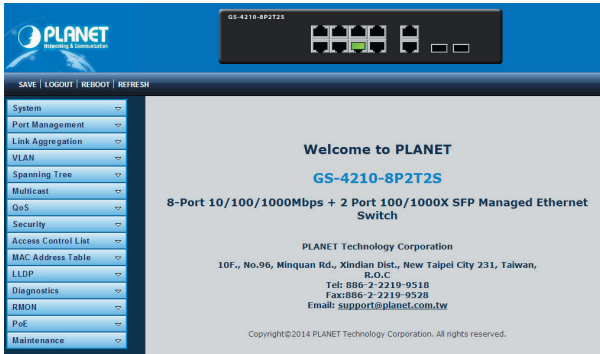 GS-4210-8P2T2S
PLANET
Networking & Communication
SAVE | LOGOUT | REBOOT | REFRESH
System
Port Management
Link Aggregation
VLAN
Spanning Tree
Multicast
QoS
Security
Access Control List
MAC Address Table
LLDP
Diagnostics
RMON
PoE
Maintenance
Welcome to PLANET
GS-4210-8P2T2S
8-Port 10/100/1000Mbps + 2 Port 100/1000X SFP Managed Ethernet
Switch
PLANET Technology Corporation
10F., No.96, Minquan Rd., Xindian Dist., New Taipei City 231, Taiwan,
R.O.C
Tel: 886-2-2219-9518
Fax:886-2-2219-9528
Email: support@planet.com.tw
Copyright©2014 PLANET Technology Corporation. All rights reserved.